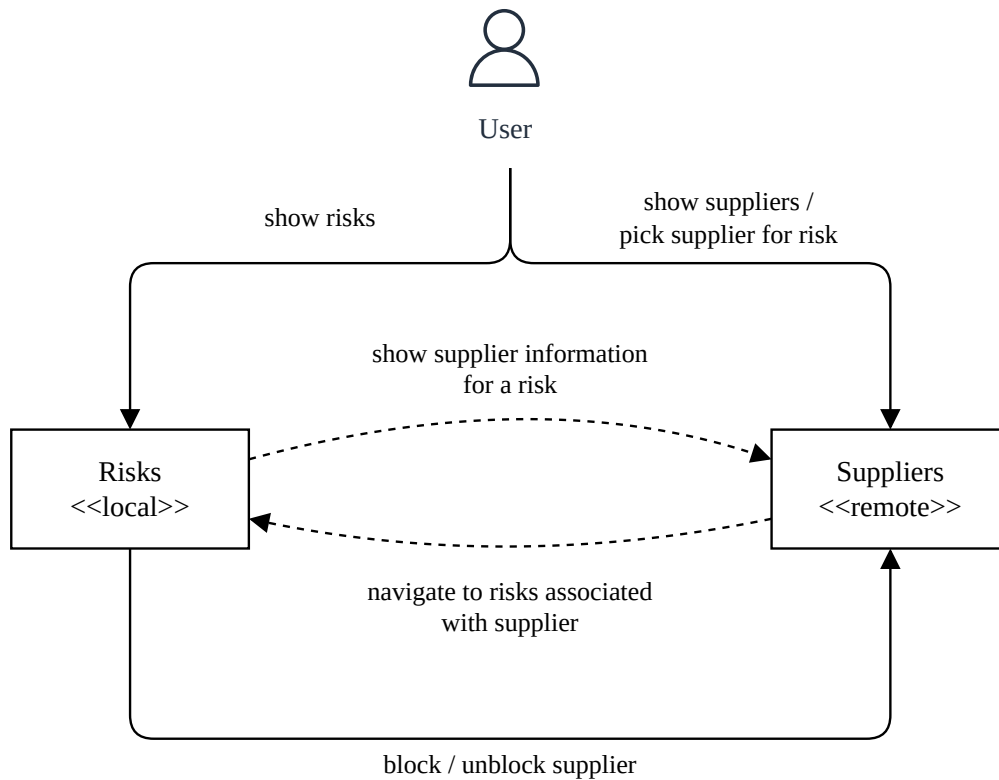 User
show risks
show suppliers /
pick supplier for risk
show supplier information
for a risk
Risks
<<local>>
Suppliers
<<remote>>
navigate to risks associated
with supplier
block / unblock supplier